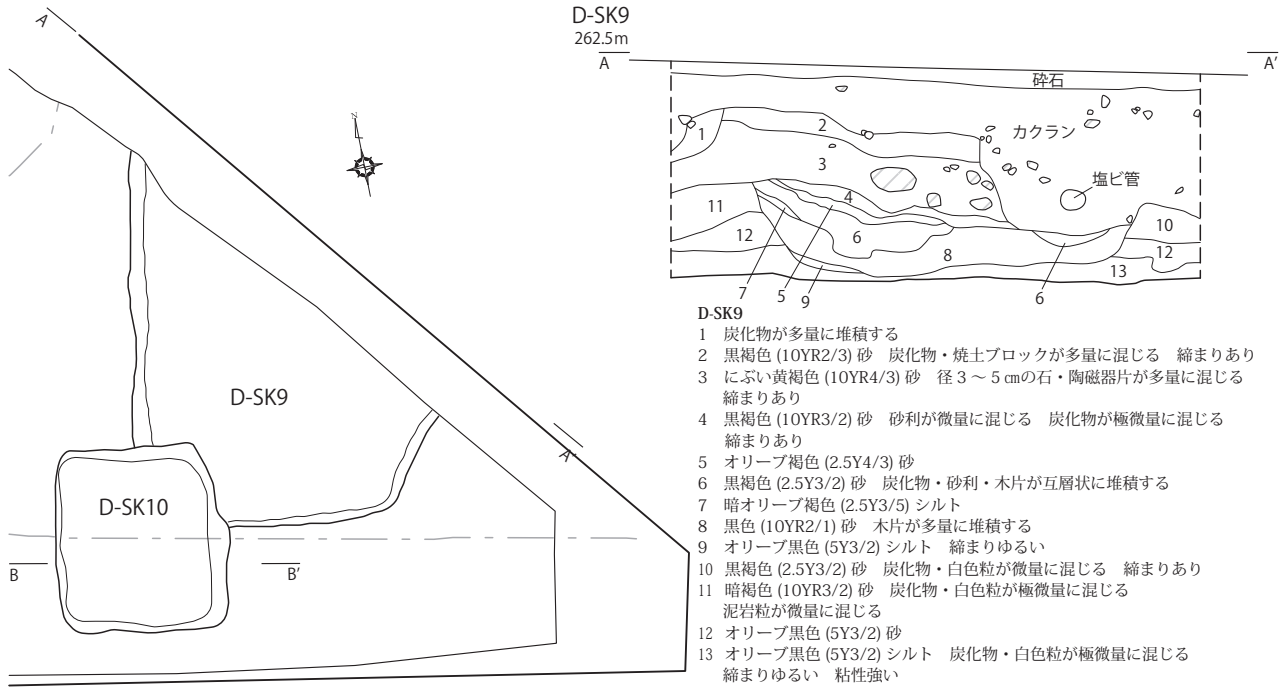 D-SK9
262.5m
A
A'
砕石
カクラン
塩ビ管
1
2
3
4
11
12
6
8
10
12
13
7
5
9
6
A
N
A'
D-SK9
D-SK10
B
B'
D-SK9
1 炭化物が多量に堆積する
2 黒褐色 (10YR2/3) 砂 炭化物・焼土ブロックが多量に混じる 締まりあり
3 にぶい黄褐色 (10YR4/3) 砂 径3～5㎝の石・陶磁器片が多量に混じる
締まりあり
4 黒褐色 (10YR3/2) 砂 砂利が微量に混じる 炭化物が極微量に混じる
締まりあり
5 オリーブ褐色 (2.5Y4/3) 砂
6 黒褐色 (2.5Y3/2) 砂 炭化物・砂利・木片が互層状に堆積する
7 暗オリーブ褐色 (2.5Y3/5) シルト
8 黒色 (10YR2/1) 砂 木片が多量に堆積する
9 オリーブ黒色 (5Y3/2) シルト 締まりゆるい
10 黒褐色 (2.5Y3/2) 砂 炭化物・白色粒が微量に混じる 締まりあり
11 暗褐色 (10YR3/2) 砂 炭化物・白色粒が極微量に混じる
泥岩粒が微量に混じる
12 オリーブ黒色 (5Y3/2) 砂
13 オリーブ黒色 (5Y3/2) シルト 炭化物・白色粒が極微量に混じる
締まりゆるい 粘性強い